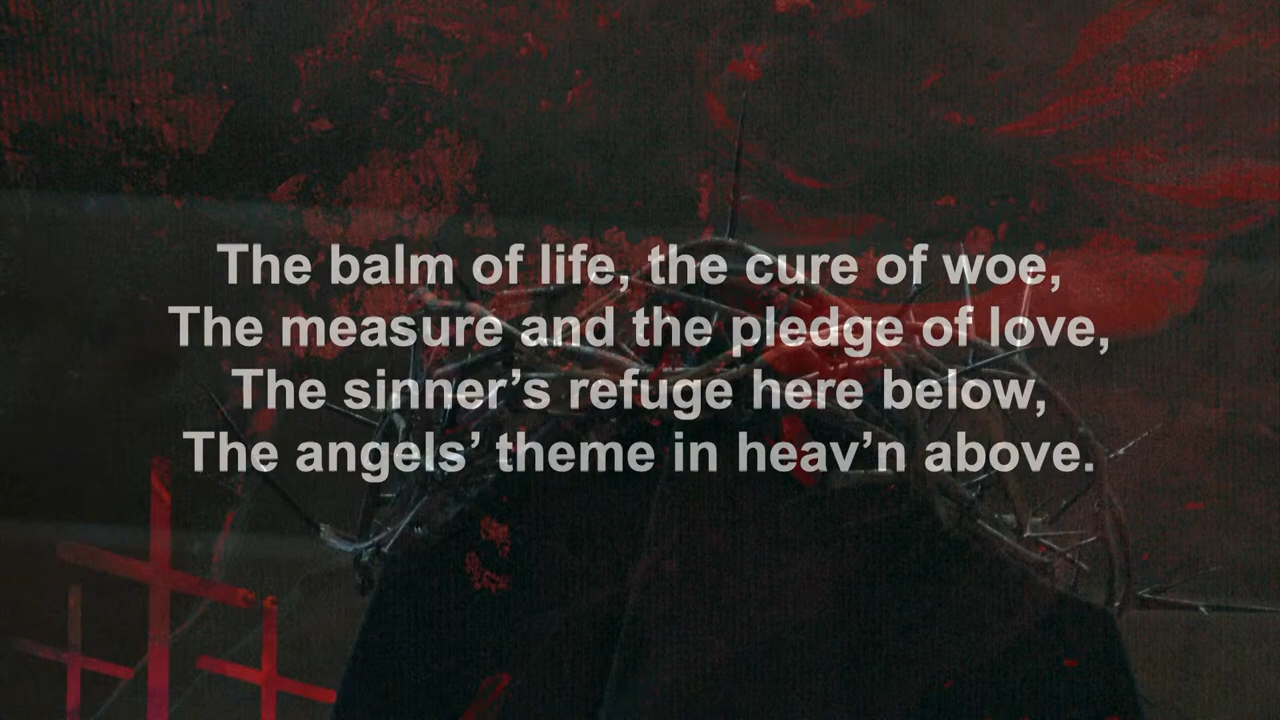 The balm of life, the cure of woe,
The measure and the pledge of love,
The sinner’s refuge here below,
The angels’ theme in heav’n above.